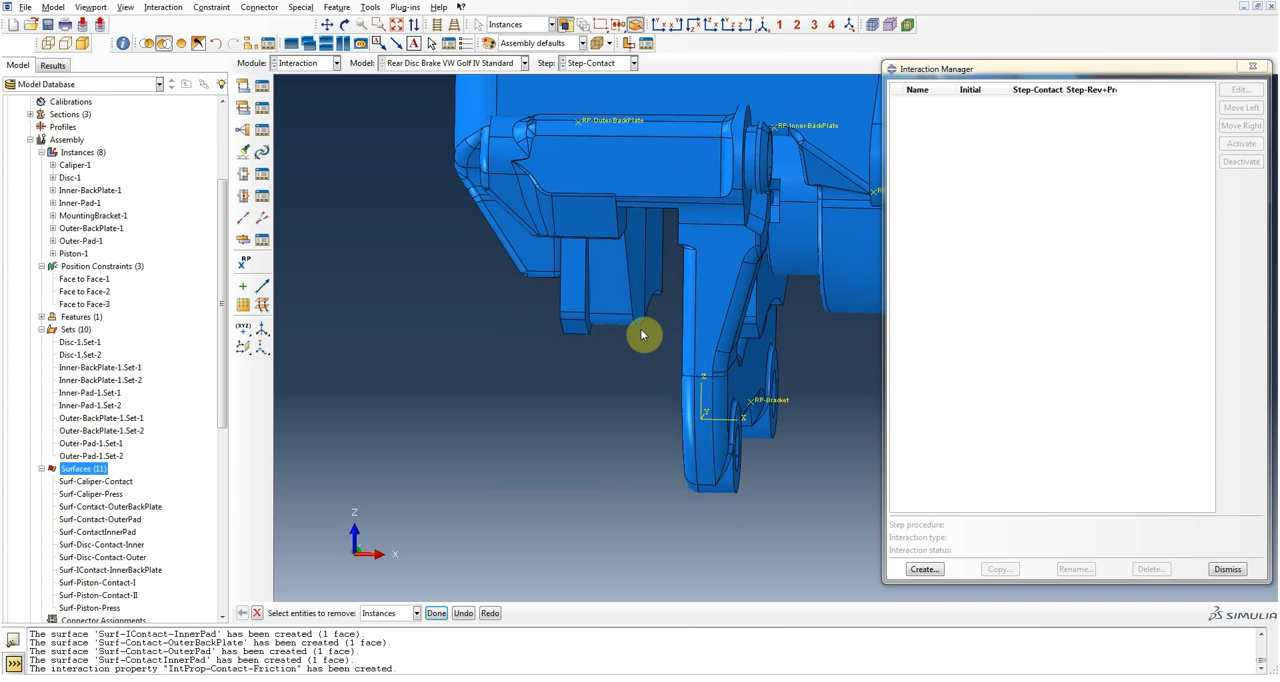 File Model Viewport View Interaction Constraint Connector Special Feature Tools Plug-ins Help
Instances 1 2 3 4
Assembly defaults
Model Results
Module: Interaction Model: Rear Disc Brake VW Golf IV Standard Step: Step-Contact
Model Database
Calibrations
Sections (3)
Profiles
Assembly
Instances (8)
Caliper-1
Disc-1
Inner-BackPlate-1
Inner-Pad-1
MountingBracket-1
Outer-BackPlate-1
Outer-Pad-1
Piston-1
Position Constraints (3)
Face to Face-1
Face to Face-2
Face to Face-3
Features (1)
Sets (10)
Disc-1.Set-1
Disc-1.Set-2
Inner-BackPlate-1.Set-1
Inner-BackPlate-1.Set-2
Inner-Pad-1.Set-1
Inner-Pad-1.Set-2
Outer-BackPlate-1.Set-1
Outer-BackPlate-1.Set-2
Outer-Pad-1.Set-1
Outer-Pad-1.Set-2
Surfaces (11)
Surf-Caliper-Contact
Surf-Caliper-Press
Surf-Contact-OuterBackPlate
Surf-Contact-OuterPad
Surf-ContactInnerPad
Surf-Disc-Contact-Inner
Surf-Disc-Contact-Outer
Surf-IContact-InnerBackPlate
Surf-Piston-Contact-I
Surf-Piston-Contact-II
Surf-Piston-Press
Connector Assignments
RP
(XYZ)
RP-Outer-BackPlate
RP-Inner-BackPlate
RP-Bracket
Z
Y
X
Z
X
Interaction Manager
Name Initial Step-Contact Step-Rev+Pr
Edit...
Move Left
Move Right
Activate
Deactivate
Step procedure:
Interaction type:
Interaction status:
Create... Copy... Rename... Delete... Dismiss
Select entities to remove: Instances Done Undo Redo
SIMULIA
The surface 'Surf-IContact-InnerPad' has been created (1 face).
The surface 'Surf-Contact-OuterBackPlate' has been created (1 face).
The surface 'Surf-Contact-OuterPad' has been created (1 face).
The surface 'Surf-ContactInnerPad' has been created (1 face).
The interaction property "IntProp-Contact-Friction" has been created.